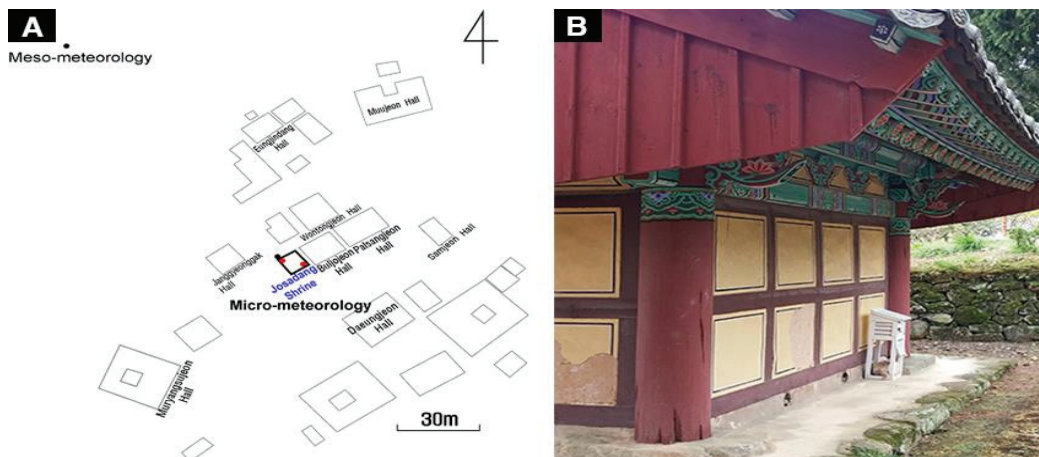 A
Meso-meteorology
4
Muujeon Hall
Eungjindang
Hall
Wontongjeon Hall
Palsangjeon
Hall
Buljojeon
Hall
Samjeon Hall
Janggyeonggak
Hall
Josadang
Shrine
Micro-meteorology
Daeungjeon
Hall
Muryangsujeon
Hall
30m
B